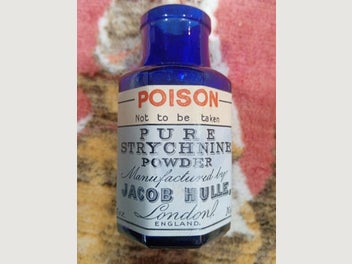 POISON
Not to be taken
PURE
STRYCHNINE
POWDER
Manufactured by
JACOB HULLE,
London.
ENGLAND.